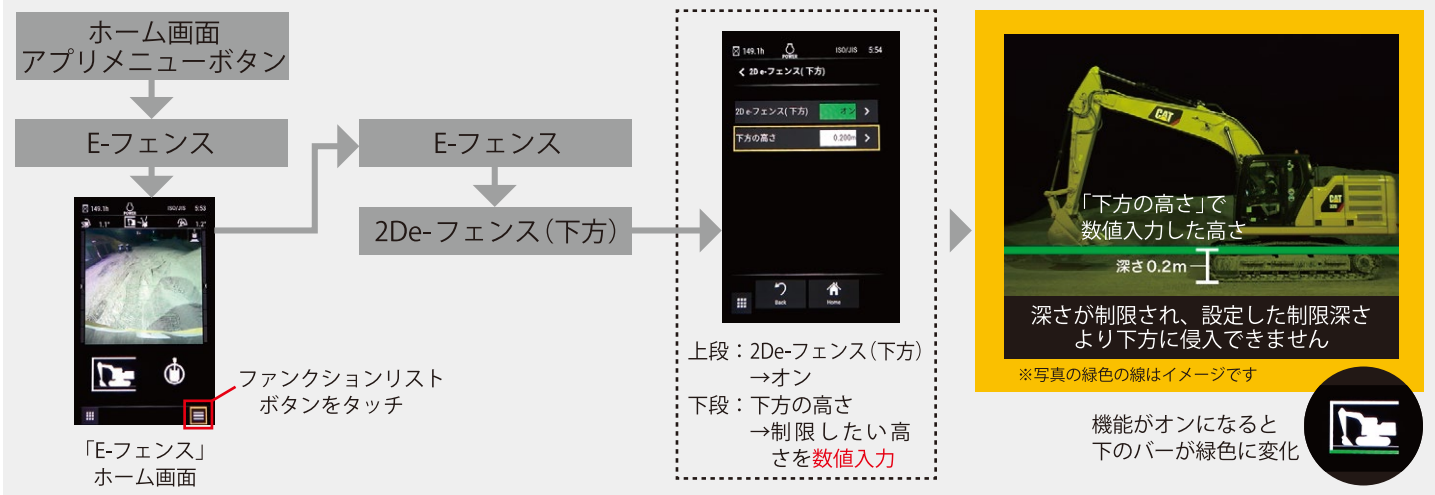 ホーム画面
アプリメニューボタン
E-フェンス
149.1h
POWER
ISO/JIS
5:53
1.1°
1.2°
ファンクションリスト
ボタンをタッチ
「E-フェンス」
ホーム画面
E-フェンス
2De-フェンス(下方)
149.1h
POWER
ISO/JIS
5:54
2D e-フェンス(下方)
2D e-フェンス(下方)
オン
下方の高さ
0.200m
Back
Home
上段：2De-フェンス(下方)
→オン
下段：下方の高さ
→制限したい高
さを数値入力
CAT
CAT
「下方の高さ」で
数値入力した高さ
深さ0.2m
深さが制限され、設定した制限深さ
より下方に侵入できません
※写真の緑色の線はイメージです
機能がオンになると
下のバーが緑色に変化